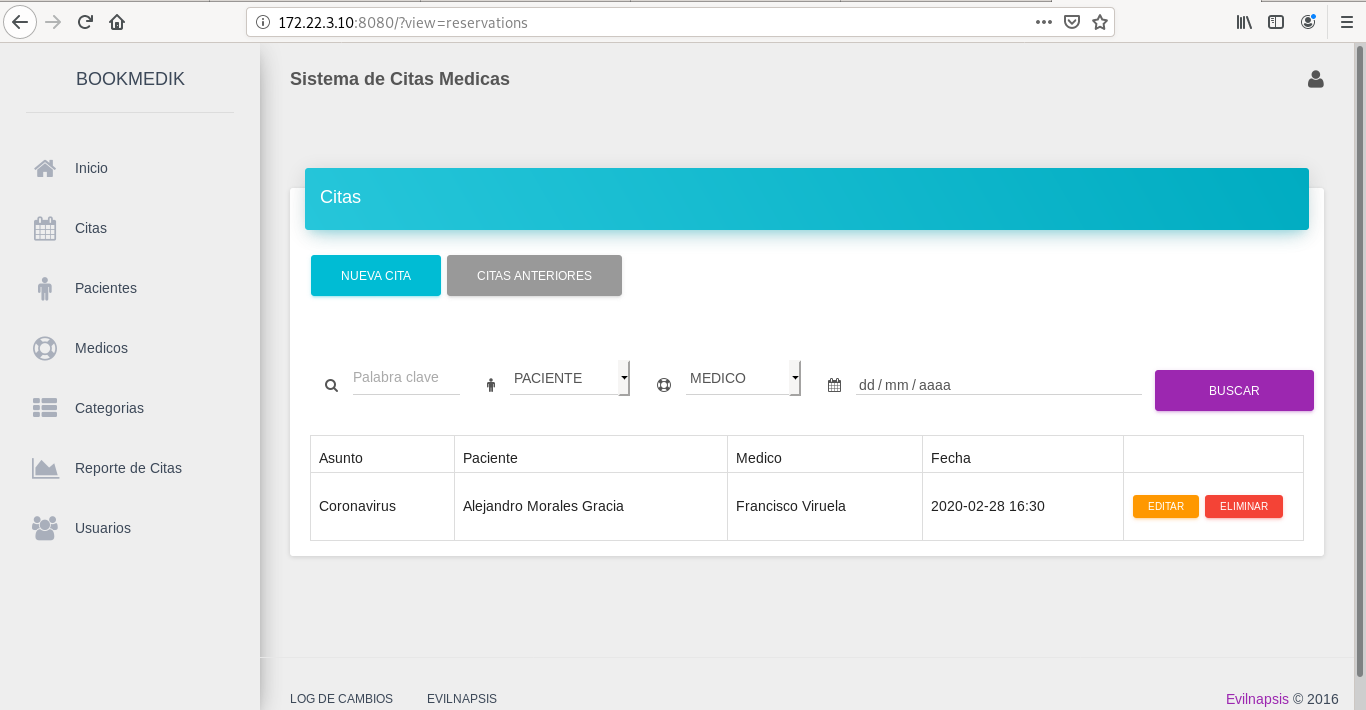 172.22.3.10:8080/?view=reservations
BOOKMEDIK
Sistema de Citas Medicas
Inicio
Citas
Pacientes
Medicos
Categorias
Reporte de Citas
Usuarios
Citas
NUEVA CITA CITAS ANTERIORES
Palabra clave PACIENTE MEDICO dd / mm / aaaa BUSCAR
Asunto Paciente Medico Fecha
Coronavirus Alejandro Morales Gracia Francisco Viruela 2020-02-28 16:30 EDITAR ELIMINAR
LOG DE CAMBIOS EVILNAPSIS Evilnapsis © 2016